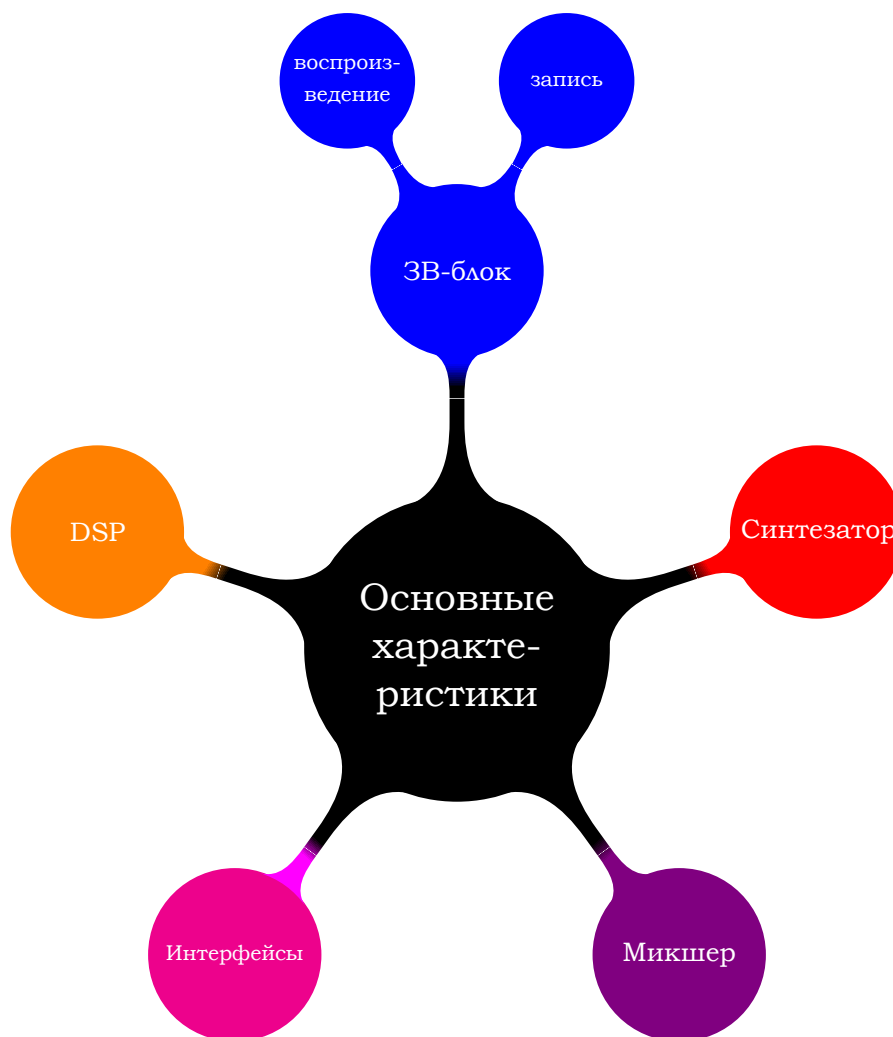 воспроиз-
ведение
запись
ЗВ-блок
DSP
Синтезатор
Основные
характе-
ристики
Интерфейсы
Микшер